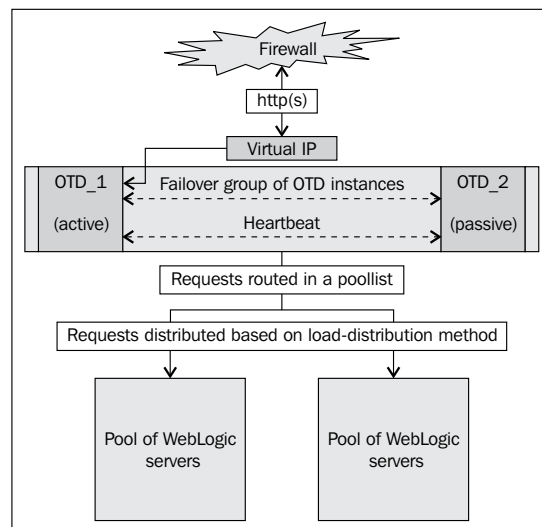 Firewall
http(s)
Virtual IP
OTD_1
(active)
Failover group of OTD instances
Heartbeat
OTD_2
(passive)
Requests routed in a poollist
Requests distributed based on load-distribution method
Pool of WebLogic
servers
Pool of WebLogic
servers